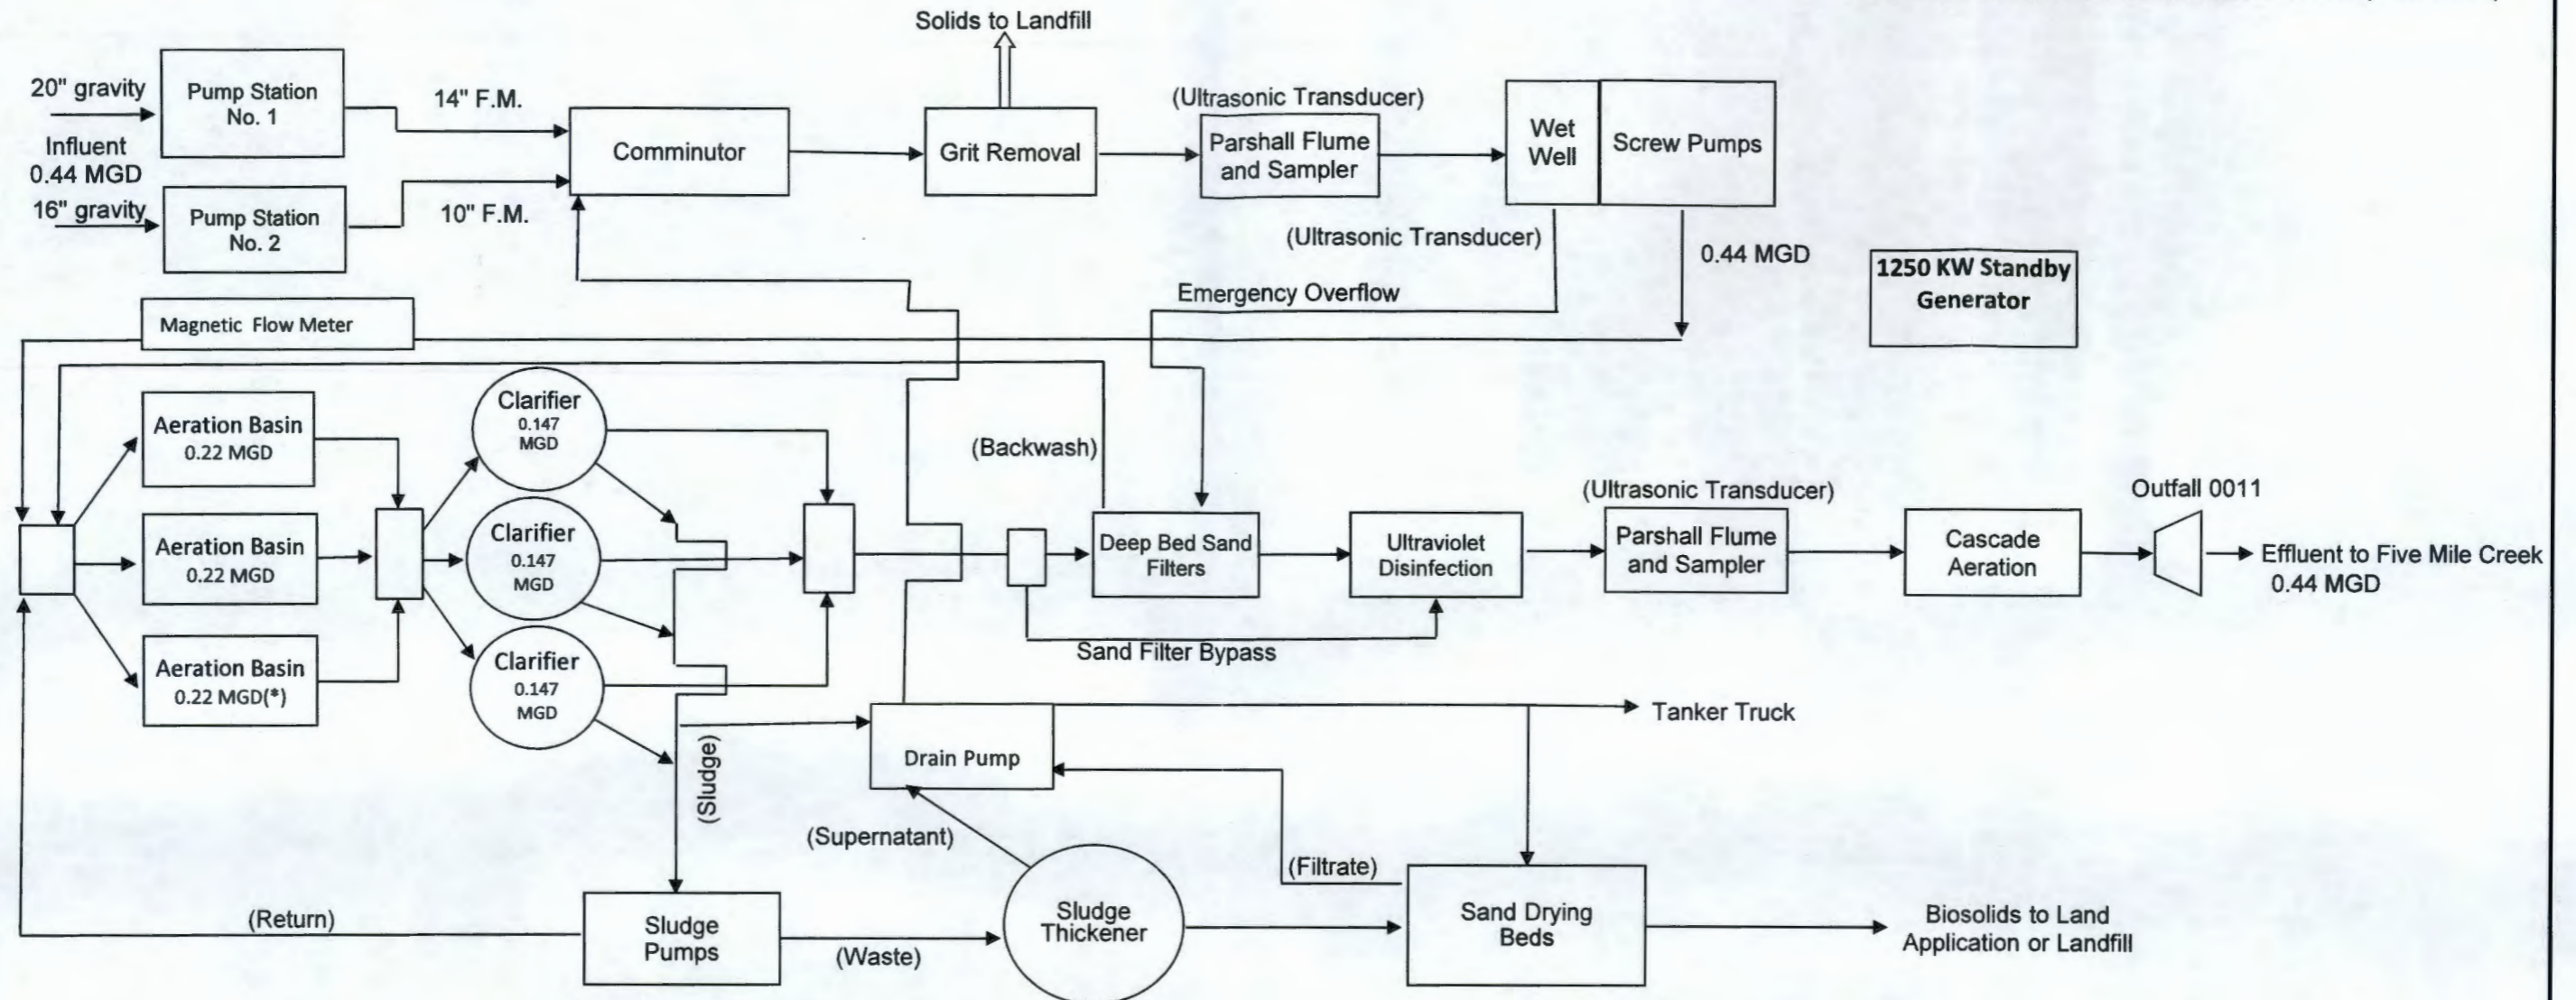 Solids to Landfill
20" gravity
Pump Station
No. 1
14" F.M.
Influent
0.44 MGD
16" gravity
Pump Station
No. 2
10" F.M.
Comminutor
Grit Removal
(Ultrasonic Transducer)
Parshall Flume
and Sampler
Wet
Well
Screw Pumps
(Ultrasonic Transducer)
0.44 MGD
Emergency Overflow
1250 KW Standby
Generator
Magnetic Flow Meter
Aeration Basin
0.22 MGD
Aeration Basin
0.22 MGD
Aeration Basin
0.22 MGD(*)
Clarifier
0.147
MGD
Clarifier
0.147
MGD
Clarifier
0.147
MGD
(Backwash)
Deep Bed Sand
Filters
Sand Filter Bypass
Ultraviolet
Disinfection
(Ultrasonic Transducer)
Parshall Flume
and Sampler
Cascade
Aeration
Outfall 0011
Effluent to Five Mile Creek
0.44 MGD
Tanker Truck
Drain Pump
(Sludge)
(Supernatant)
(Filtrate)
(Return)
Sludge
Pumps
(Waste)
Sludge
Thickener
Sand Drying
Beds
Biosolids to Land
Application or Landfill